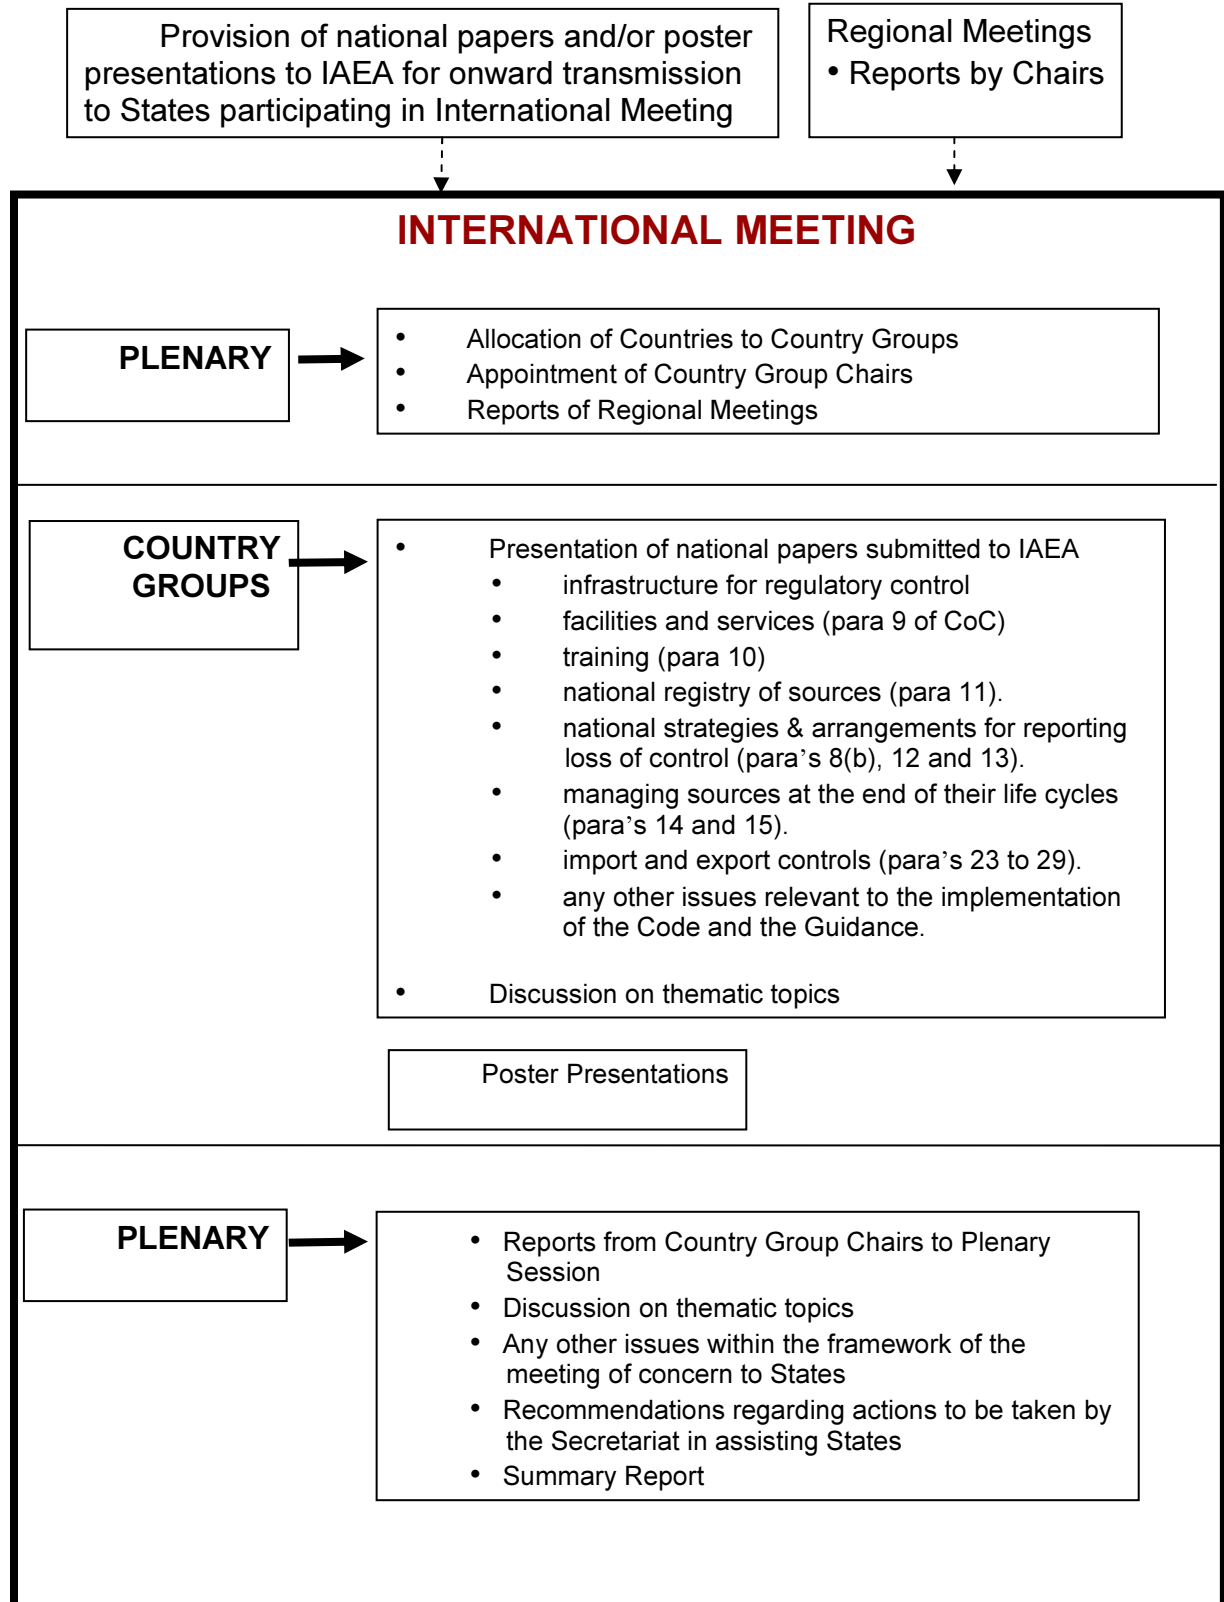 Provision of national papers and/or poster
presentations to IAEA for onward transmission
to States participating in International Meeting
Regional Meetings
• Reports by Chairs
INTERNATIONAL MEETING
PLENARY
• Allocation of Countries to Country Groups
• Appointment of Country Group Chairs
• Reports of Regional Meetings
COUNTRY
GROUPS
• Presentation of national papers submitted to IAEA
• infrastructure for regulatory control
• facilities and services (para 9 of CoC)
• training (para 10)
• national registry of sources (para 11).
• national strategies & arrangements for reporting
loss of control (para’s 8(b), 12 and 13).
• managing sources at the end of their life cycles
(para’s 14 and 15).
• import and export controls (para’s 23 to 29).
• any other issues relevant to the implementation
of the Code and the Guidance.
• Discussion on thematic topics
Poster Presentations
PLENARY
• Reports from Country Group Chairs to Plenary
Session
• Discussion on thematic topics
• Any other issues within the framework of the
meeting of concern to States
• Recommendations regarding actions to be taken by
the Secretariat in assisting States
• Summary Report